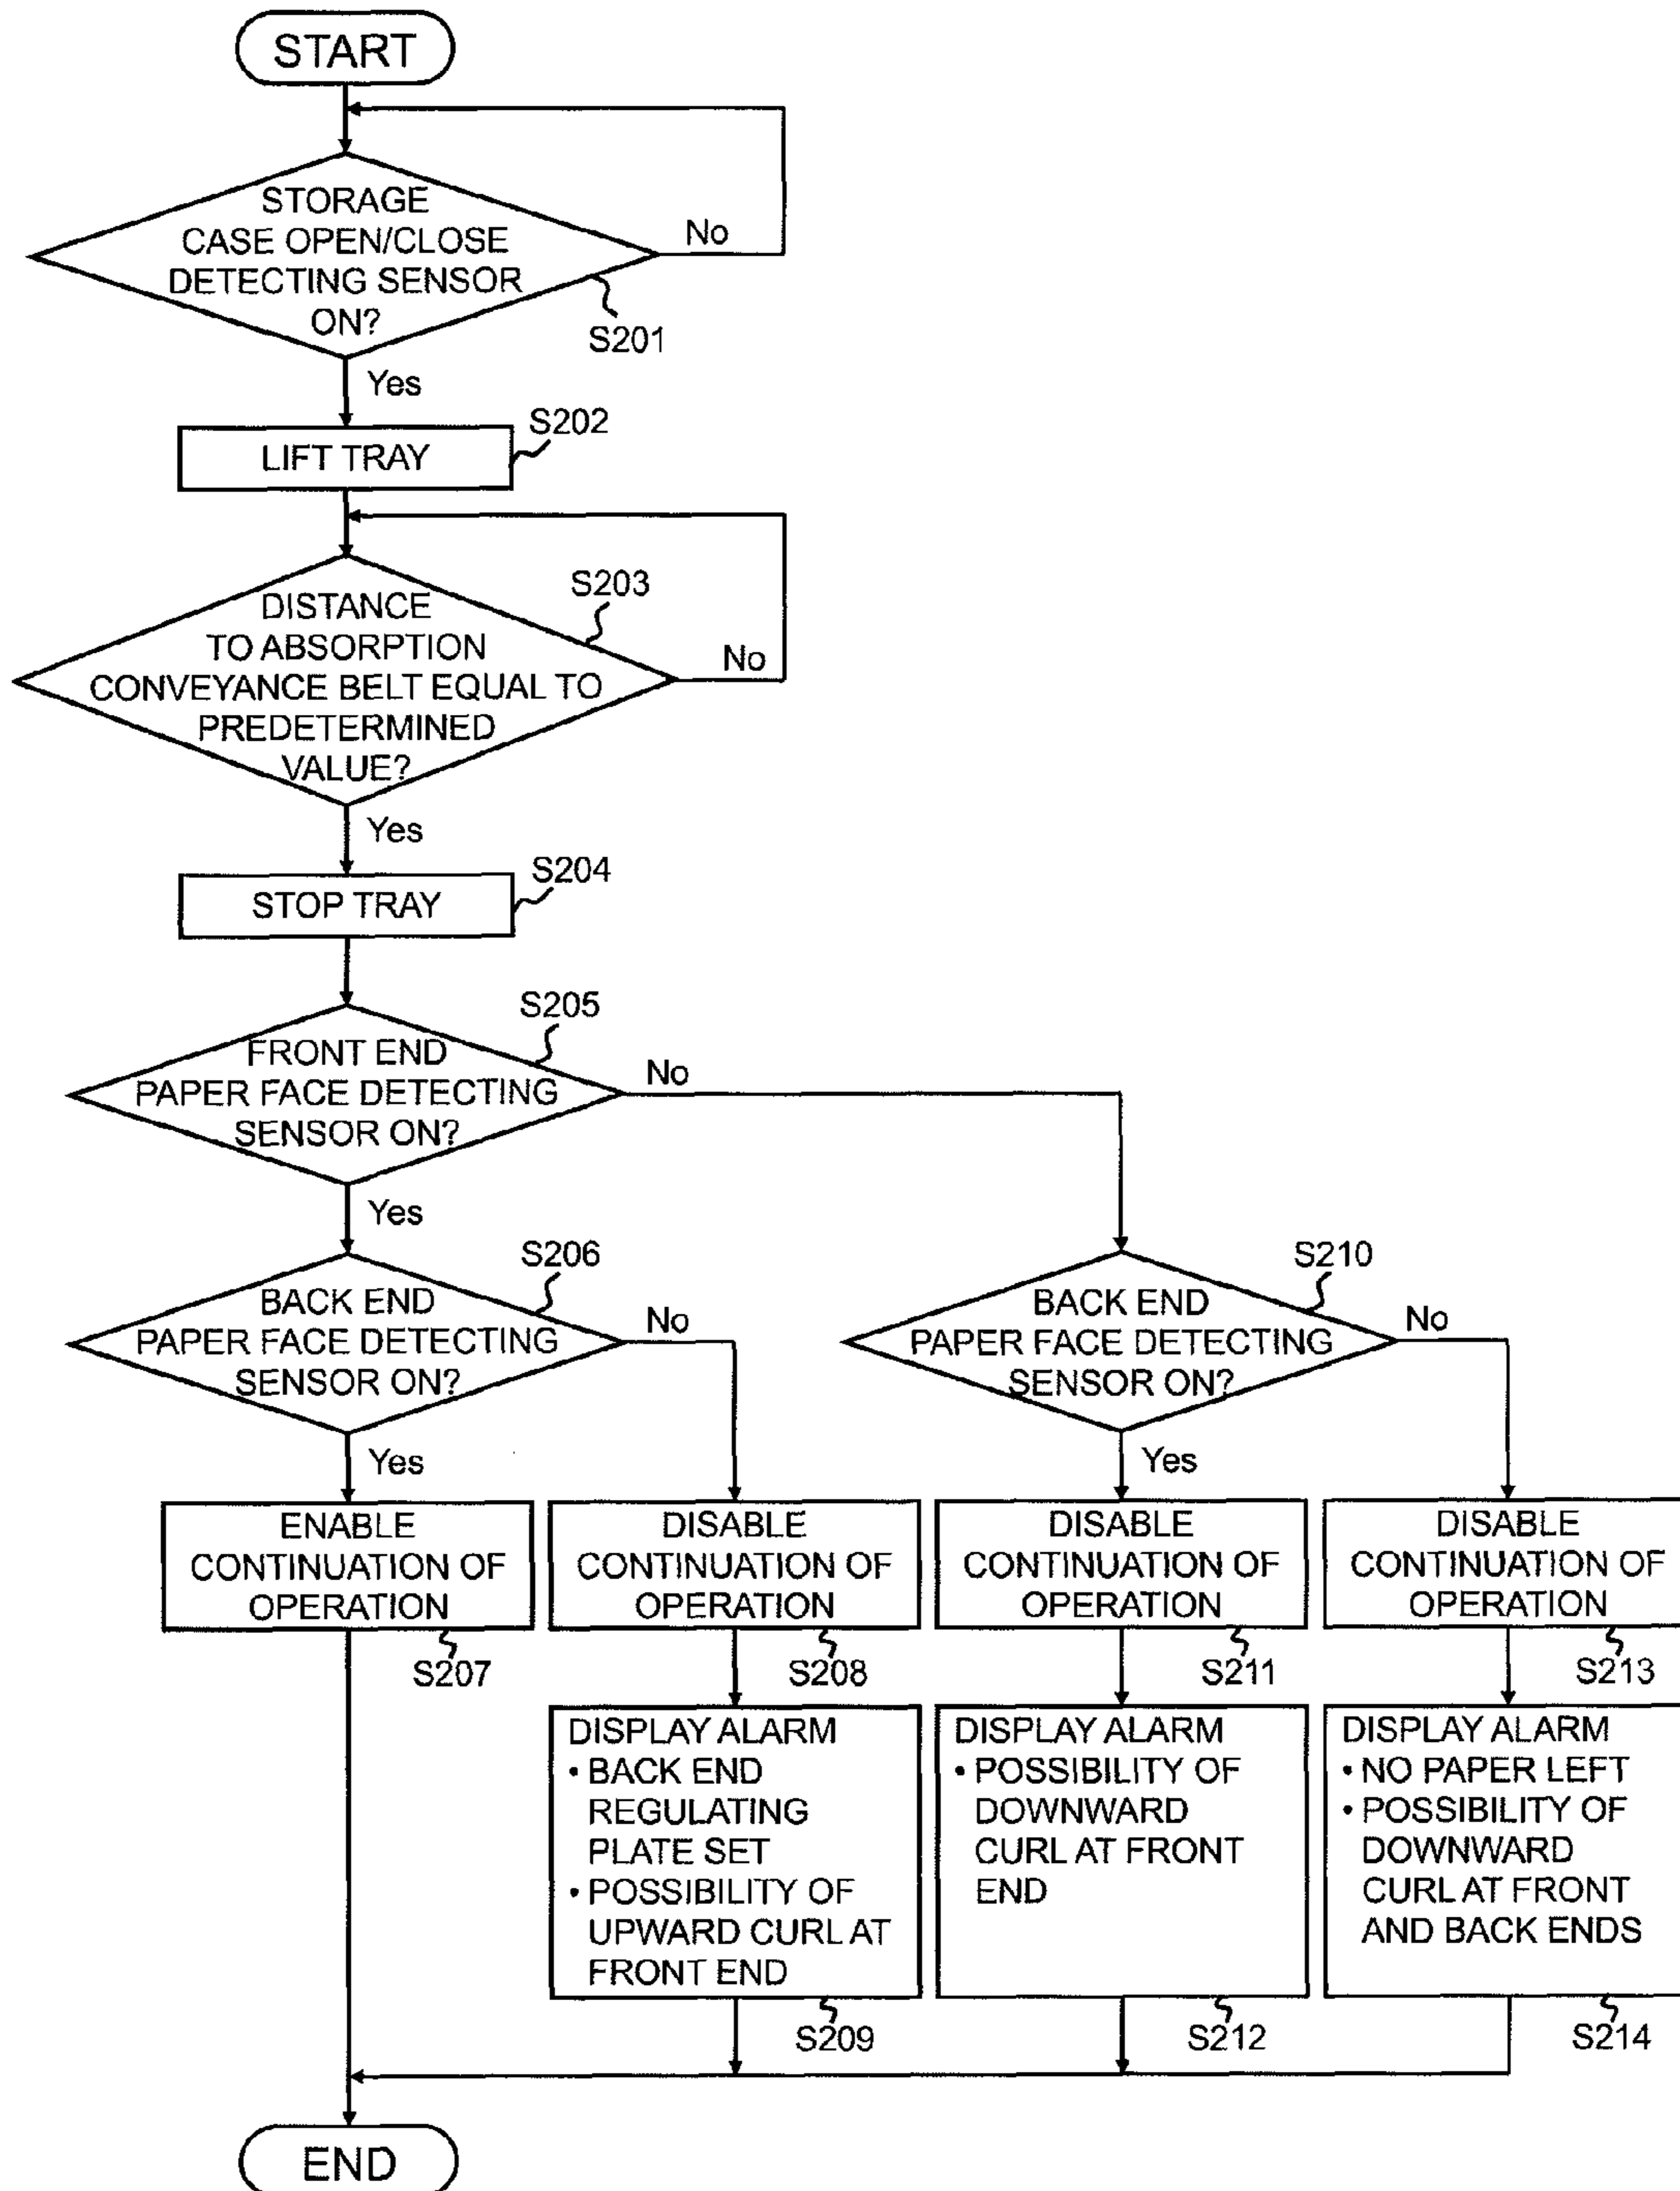 START
STORAGE
CASE OPEN/CLOSE
DETECTING SENSOR
ON?
No
S201
Yes
S202
LIFT TRAY
S203
DISTANCE
TO ABSORPTION
CONVEYANCE BELT EQUAL TO
PREDETERMINED
VALUE?
No
Yes
S204
STOP TRAY
S205
FRONT END
PAPER FACE DETECTING
SENSOR ON?
No
Yes
S206
BACK END
PAPER FACE DETECTING
SENSOR ON?
No
Yes
S210
BACK END
PAPER FACE DETECTING
SENSOR ON?
No
Yes
ENABLE
CONTINUATION OF
OPERATION
S207
DISABLE
CONTINUATION OF
OPERATION
S208
DISABLE
CONTINUATION OF
OPERATION
S211
DISABLE
CONTINUATION OF
OPERATION
S213
DISPLAY ALARM
• BACK END
REGULATING
PLATE SET
• POSSIBILITY OF
UPWARD CURL AT
FRONT END
S209
DISPLAY ALARM
• POSSIBILITY OF
DOWNWARD
CURL AT FRONT
END
S212
DISPLAY ALARM
• NO PAPER LEFT
• POSSIBILITY OF
DOWNWARD
CURL AT FRONT
AND BACK ENDS
S214
END